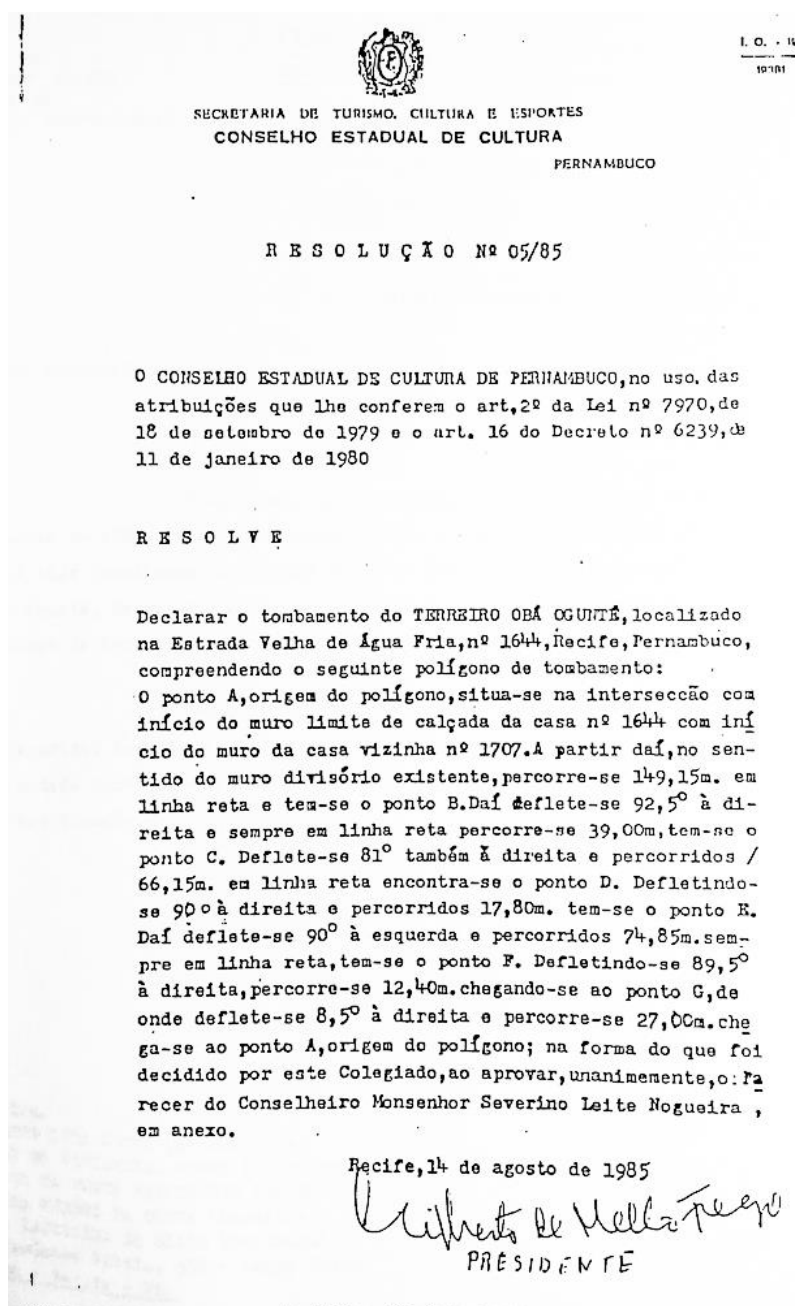 I. O. -
SECRETARIA DE TURISMO, CULTURA E ESPORTES
CONSELHO ESTADUAL DE CULTURA
PERNAMBUCO
RESOLUÇÃO Nº 05/85
O CONSELHO ESTADUAL DE CULTURA DE PERNAMBUCO,no uso. das
atribuições que lhe conferem o art,2º da Lei nº 7970,de
18 de setembro de 1979 e o art. 16 do Decreto nº 6239,de
11 de janeiro de 1980
RESOLVE
Declarar o tombamento do TERREIRO OBÁ OGUNTÉ,localizado
na Estrada Velha de Água Fria,nº 1644,Recife,Pernambuco,
compreendendo o seguinte polígono de tombamento:
O ponto A,origem do polígono,situa-se na intersecção com
início do muro limite de calçada da casa nº 1644 com iní
cio do muro da casa vizinha nº 1707.A partir daí,no sen-
tido do muro divisório existente,percorre-se 149,15m. em
linha reta e tem-se o ponto B.Daí deflete-se 92,5º à di-
reita e sempre em linha reta percorre-se 39,00m,tem-se o
ponto C. Deflete-se 81º também à direita e percorridos /
66,15m. em linha reta encontra-se o ponto D. Defletindo-
se 90º à direita e percorridos 17,80m. tem-se o ponto E.
Daí deflete-se 90º à esquerda e percorridos 74,85m.sem-
pre em linha reta,tem-se o ponto F. Defletindo-se 89,5º
à direita,percorre-se 12,40m.chegando-se ao ponto G,de
onde deflete-se 8,5º à direita e percorre-se 27,00m.che
ga-se ao ponto A,origem do polígono; na forma do que foi
decidido por este Colegiado,ao aprovar,unanimemente,o:Pa
recer do Conselheiro Monsenhor Severino Leite Nogueira ,
em anexo.
Recife,14 de agosto de 1985
Gilberto de Mello Freyre
PRESIDENTE